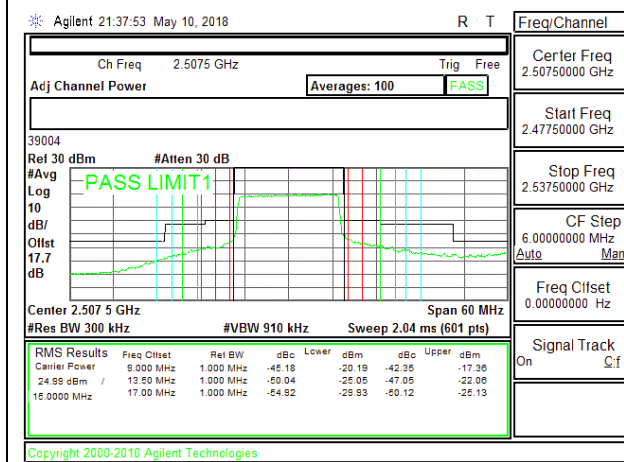 Agilent 21:37:53 May 10, 2018 R T
Ch Freq 2.5075 GHz Trig Free
Adj Channel Power Averages: 100 PASS
39004
Ref 30 dBm #Atten 30 dB
#Avg
Log
10
dB/
Offst
17.7
dB
PASS LIMIT1
Center 2.507 5 GHz Span 60 MHz
#Res BW 300 kHz #VBW 910 kHz Sweep 2.04 ms (601 pts)
RMS Results Freq Offset Ref BW dBc Lower dBm dBc Upper dBm
Carrier Power 9.000 MHz 1.000 MHz -45.18 -20.19 -42.35 -17.36
24.99 dBm / 13.50 MHz 1.000 MHz -50.04 -25.05 -47.05 -22.06
15.0000 MHz 17.00 MHz 1.000 MHz -54.92 -29.93 -50.12 -25.13
Copyright 2000-2010 Agilent Technologies
Freq/Channel
Center Freq
2.50750000 GHz
Start Freq
2.47750000 GHz
Stop Freq
2.53750000 GHz
CF Step
6.00000000 MHz
Auto Man
Freq Offset
0.00000000 Hz
Signal Track
On Off